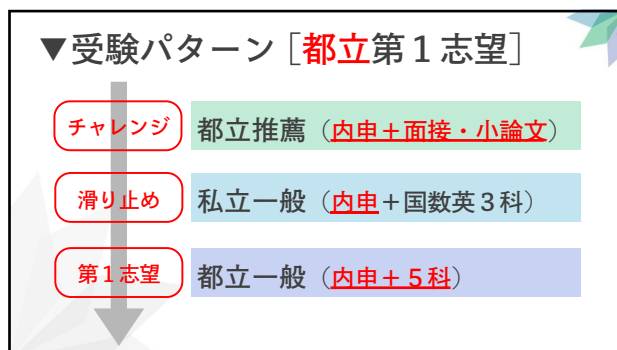 ▼受験パターン［都立第１志望］
チャレンジ 都立推薦（内申＋面接・小論文）
滑り止め 私立一般（内申＋国数英３科）
第１志望 都立一般（内申＋５科）